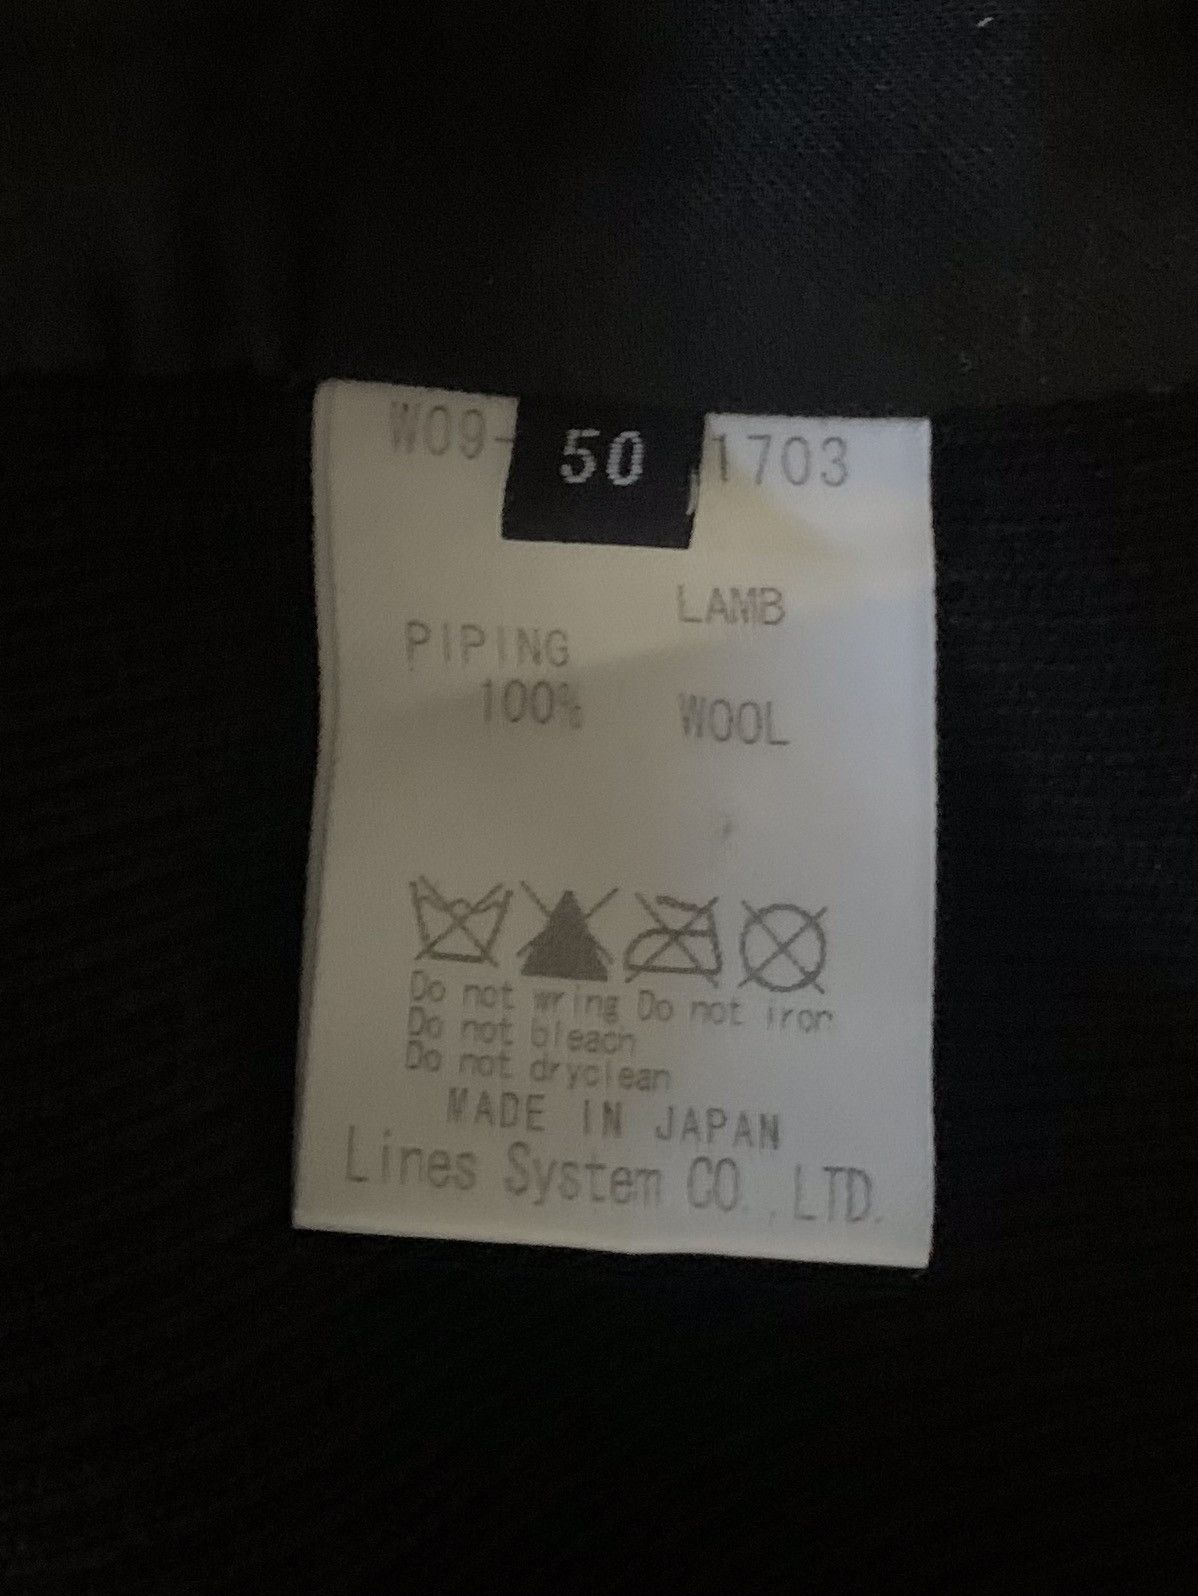 W09- 50 1703
LAMB
PIPING
100% WOOL
Do not wring Do not iron
Do not bleach
Do not dryclean
MADE IN JAPAN
Lines System CO.,LTD.